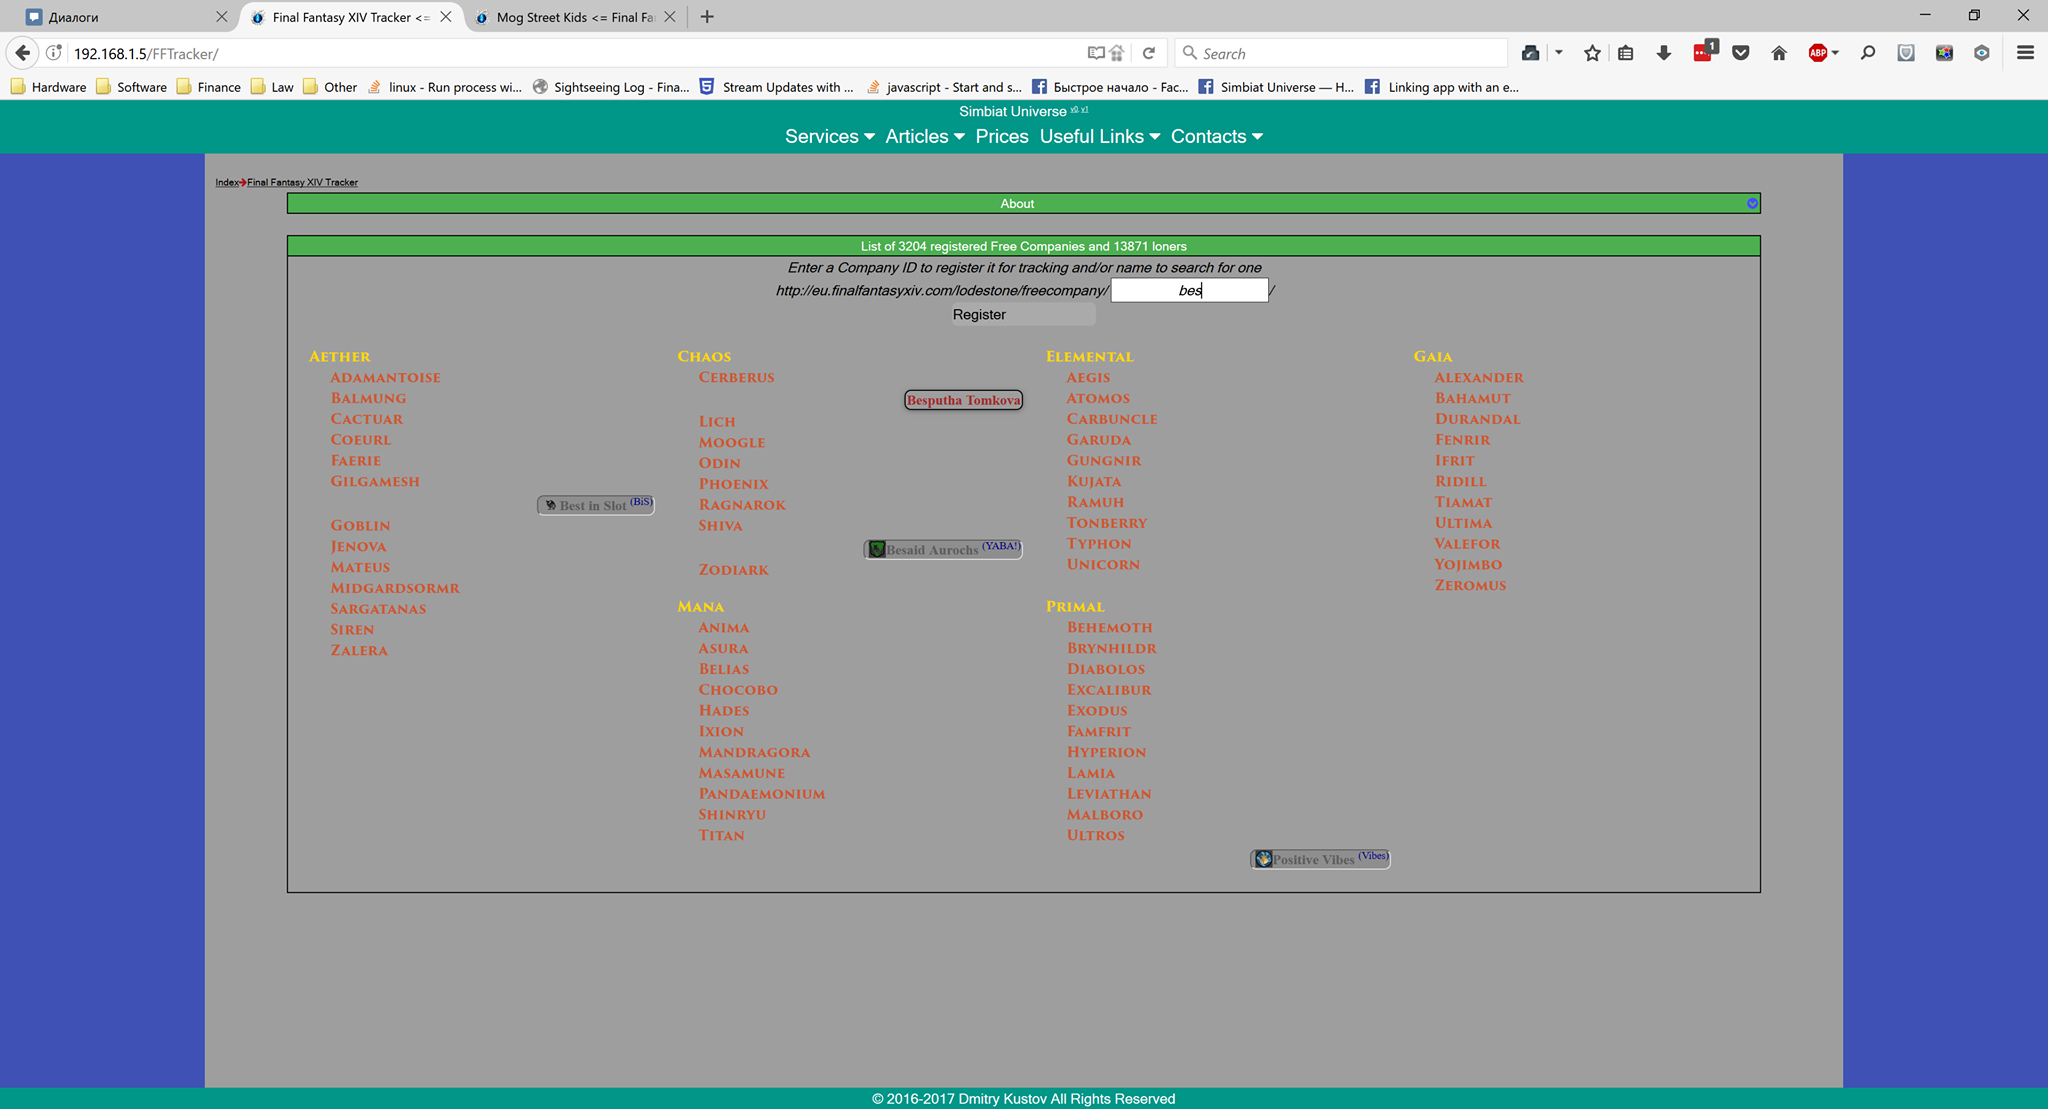 Диалоги
Final Fantasy XIV Tracker <=
Mog Street Kids <= Final Fa
192.168.1.5/FFTracker/
Search
1
ABP
Hardware
Software
Finance
Law
Other
linux - Run process wi...
Sightseeing Log - Fina...
Stream Updates with ...
javascript - Start and s...
Быстрое начало - Fac...
Simbiat Universe — H...
Linking app with an e...
Simbiat Universe v0 v1
Services Articles Prices Useful Links Contacts
Index Final Fantasy XIV Tracker
About
List of 3204 registered Free Companies and 13871 loners
Enter a Company ID to register it for tracking and/or name to search for one
http://eu.finalfantasyxiv.com/lodestone/freecompany/ bes /
Register
Aether
Adamantoise
Balmung
Cactuar
Coeurl
Faerie
Gilgamesh
Best in Slot (BiS)
Goblin
Jenova
Mateus
Midgardsormr
Sargatanas
Siren
Zalera
Chaos
Cerberus
Besputha Tomkova
Lich
Moogle
Odin
Phoenix
Ragnarok
Shiva
Besaid Aurochs (YABA!)
Zodiark
Mana
Anima
Asura
Belias
Chocobo
Hades
Ixion
Mandragora
Masamune
Pandaemonium
Shinryu
Titan
Elemental
Aegis
Atomos
Carbuncle
Garuda
Gungnir
Kujata
Ramuh
Tonberry
Typhon
Unicorn
Primal
Behemoth
Brynhildr
Diabolos
Excalibur
Exodus
Famfrit
Hyperion
Lamia
Leviathan
Malboro
Ultros
Positive Vibes (Vibes)
Gaia
Alexander
Bahamut
Durandal
Fenrir
Ifrit
Ridill
Tiamat
Ultima
Valefor
Yojimbo
Zeromus
© 2016-2017 Dmitry Kustov All Rights Reserved